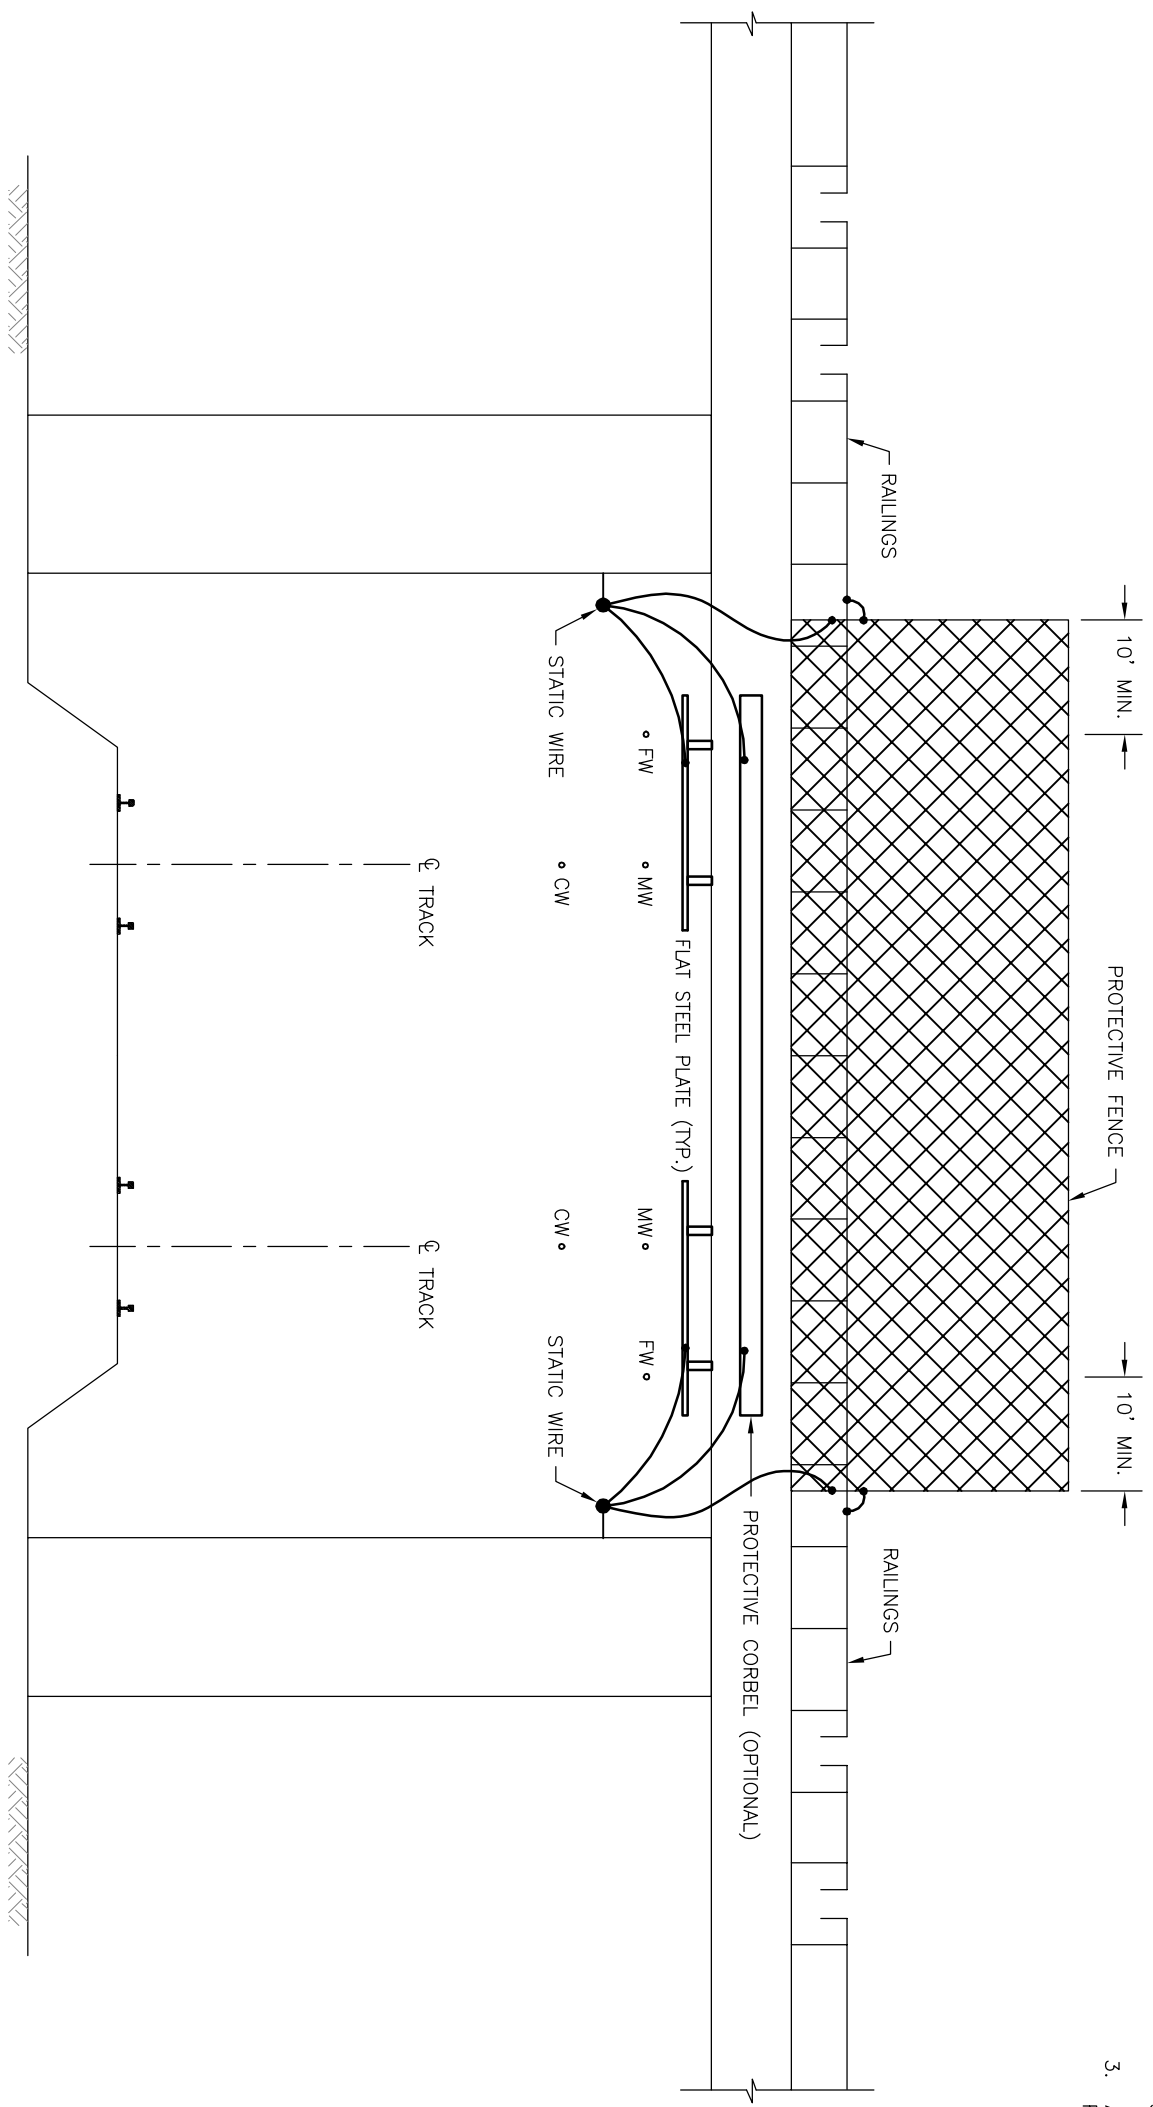 10' MIN.
PROTECTIVE FENCE
10' MIN.
RAILINGS
RAILINGS
PROTECTIVE CORBEL (OPTIONAL)
FLAT STEEL PLATE (TYP.)
FW
MW
MW
FW
CW
CW
STATIC WIRE
STATIC WIRE
℄ TRACK
℄ TRACK
3.